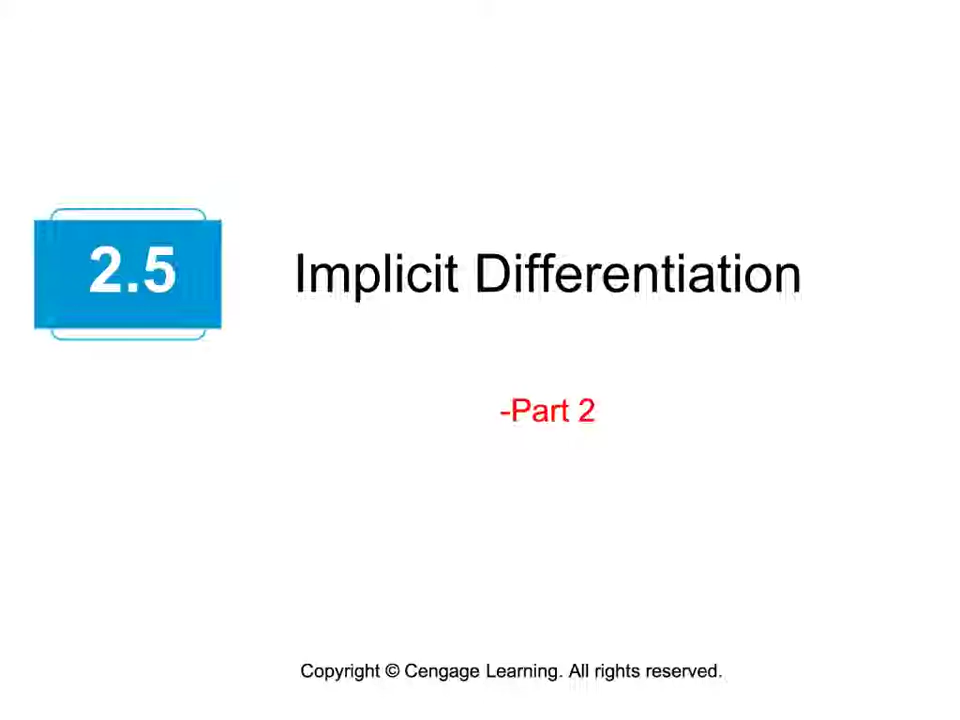 2.5
Implicit Differentiation
-Part 2
Copyright © Cengage Learning. All rights reserved.